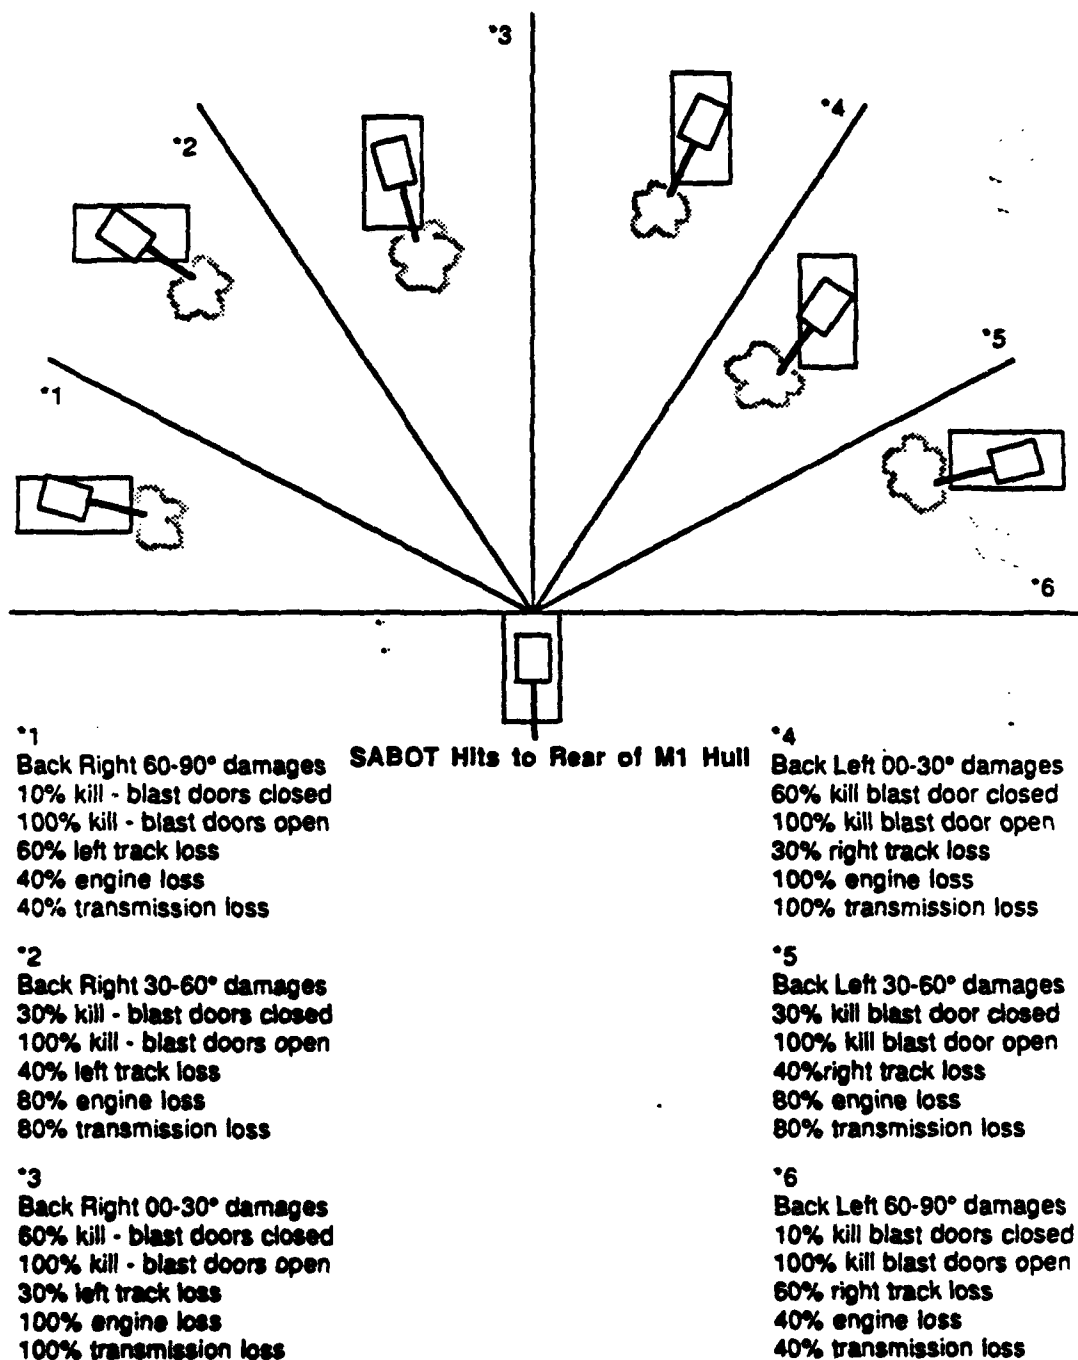 *3
*4
*2
*5
*1
*6
SABOT Hits to Rear of M1 Hull
*1
Back Right 60-90° damages
10% kill - blast doors closed
100% kill - blast doors open
60% left track loss
40% engine loss
40% transmission loss
*2
Back Right 30-60° damages
30% kill - blast doors closed
100% kill - blast doors open
40% left track loss
80% engine loss
80% transmission loss
*3
Back Right 00-30° damages
60% kill - blast doors closed
100% kill - blast doors open
30% left track loss
100% engine loss
100% transmission loss
*4
Back Left 00-30° damages
60% kill blast door closed
100% kill blast door open
30% right track loss
100% engine loss
100% transmission loss
*5
Back Left 30-60° damages
30% kill blast door closed
100% kill blast door open
40%right track loss
80% engine loss
80% transmission loss
*6
Back Left 60-90° damages
10% kill blast doors closed
100% kill blast doors open
60% right track loss
40% engine loss
40% transmission loss